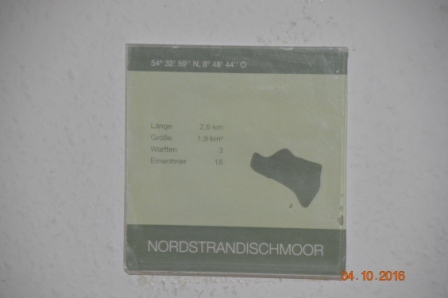 54° 32' 59" N, 8° 48' 44" O
Länge: 2,8 km
Größe: 1,9 km²
Warften: 3
Einwohner: 18
NORDSTRANDISCHMOOR
04.10.2016